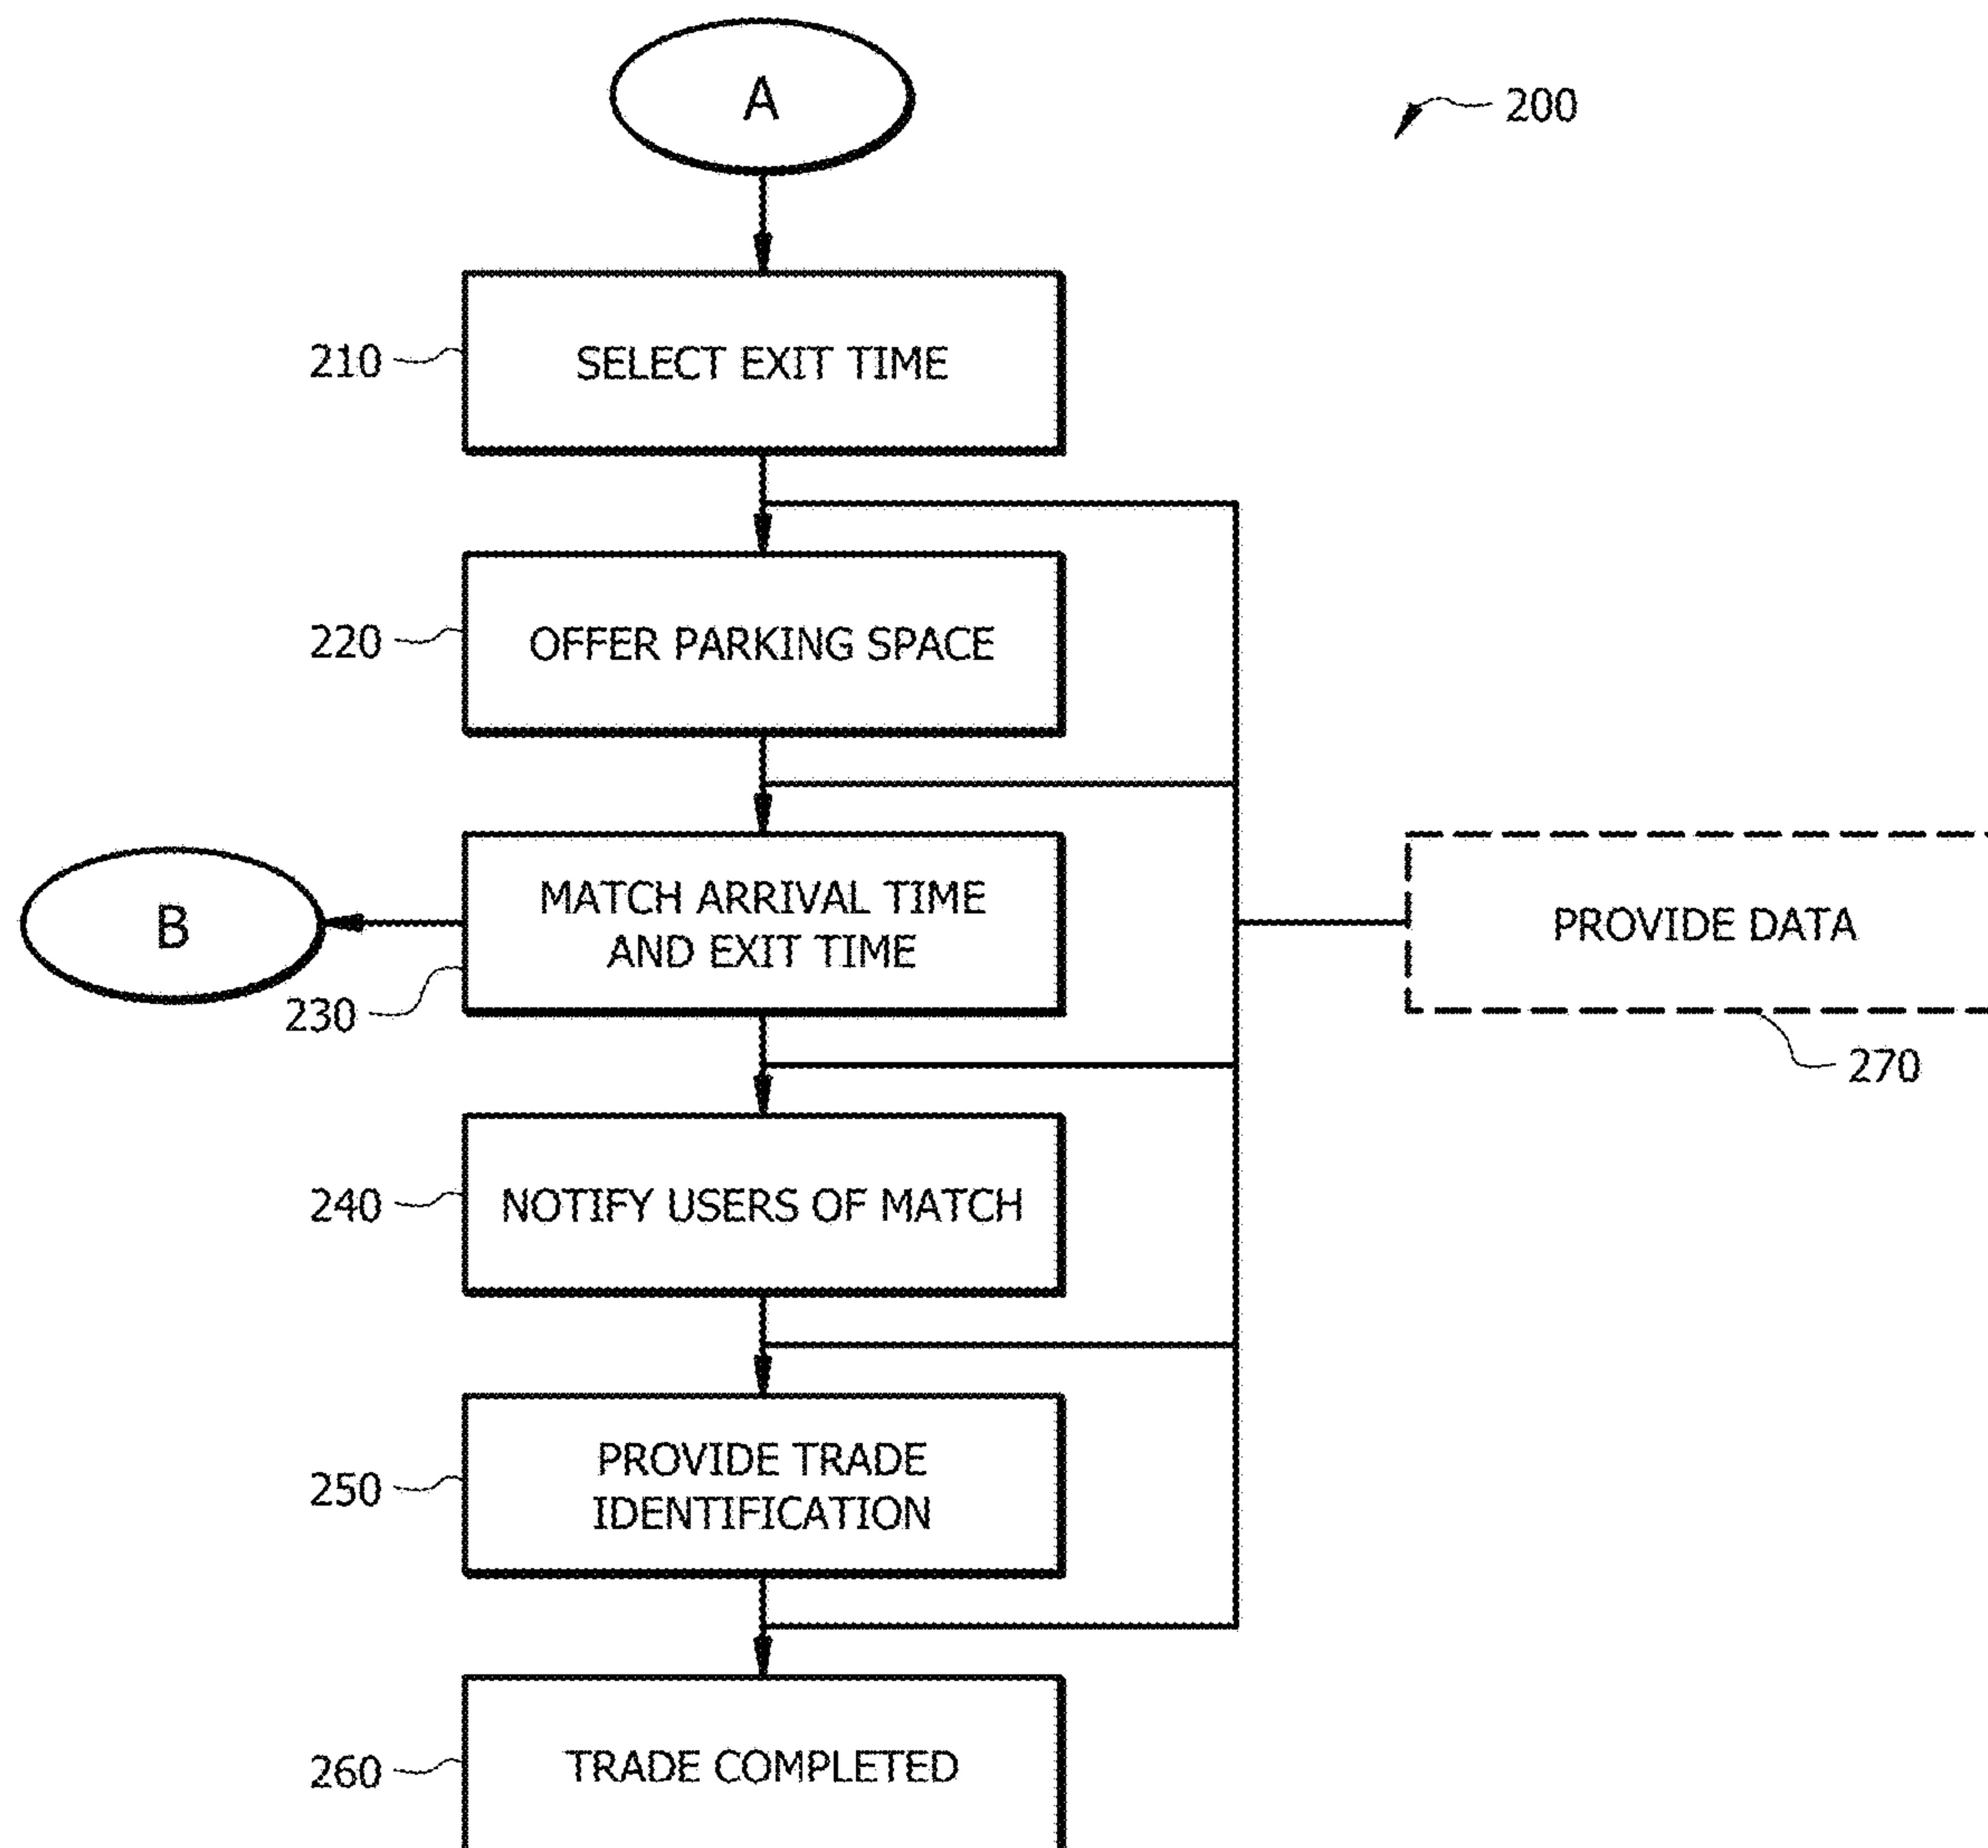 A
200
210
SELECT EXIT TIME
220
OFFER PARKING SPACE
B
230
MATCH ARRIVAL TIME
AND EXIT TIME
PROVIDE DATA
270
240
NOTIFY USERS OF MATCH
250
PROVIDE TRADE
IDENTIFICATION
260
TRADE COMPLETED